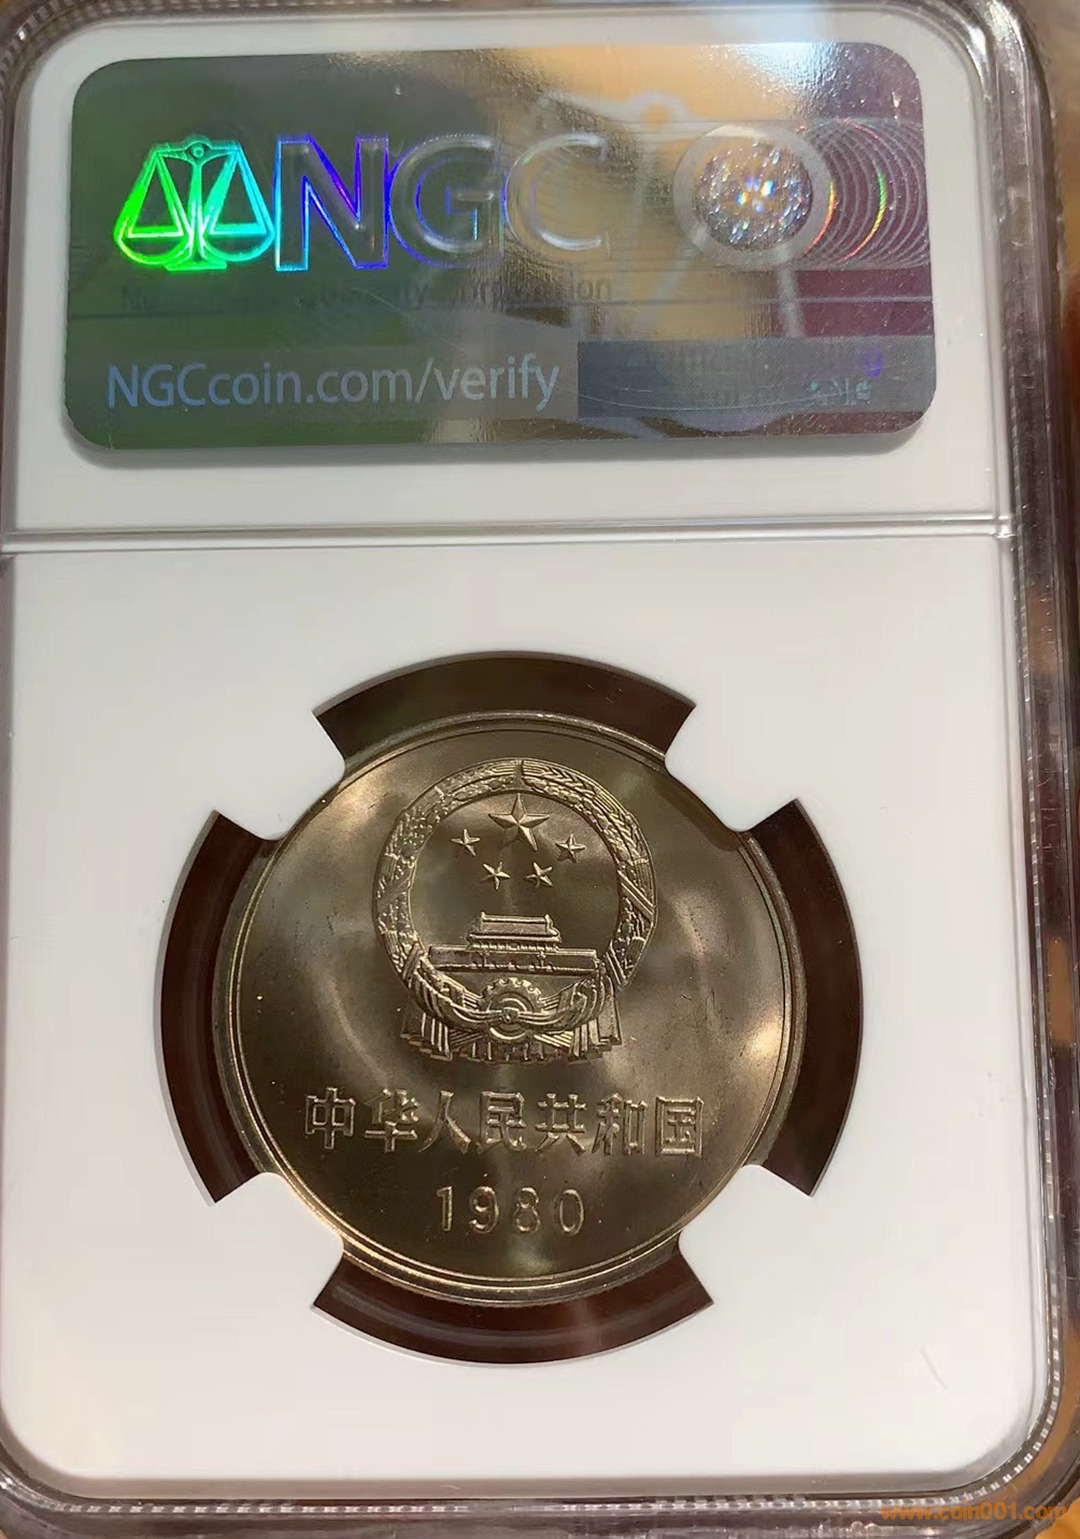 NGC
NGCcoin.com/verify
中华人民共和国
1980
www.coin001.com